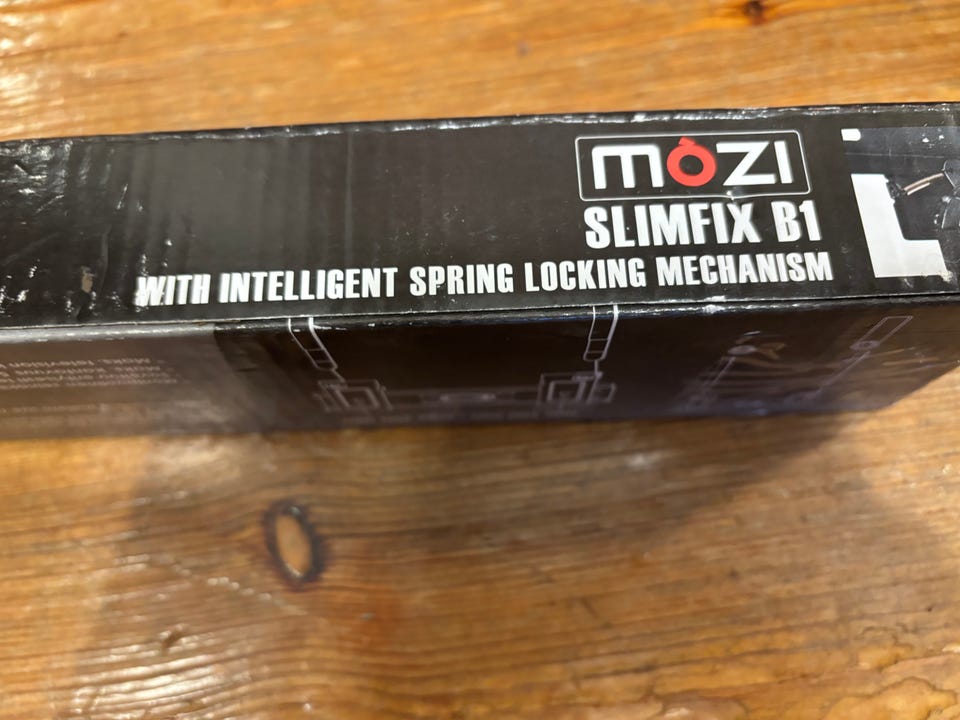 mozi
SLIMFIX B1
WITH INTELLIGENT SPRING LOCKING MECHANISM